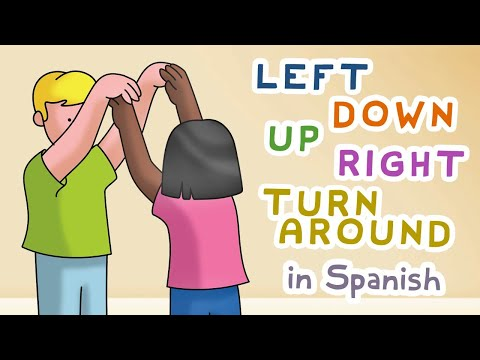 LEFT
DOWN
UP
RIGHT
TURN
AROUND
in Spanish